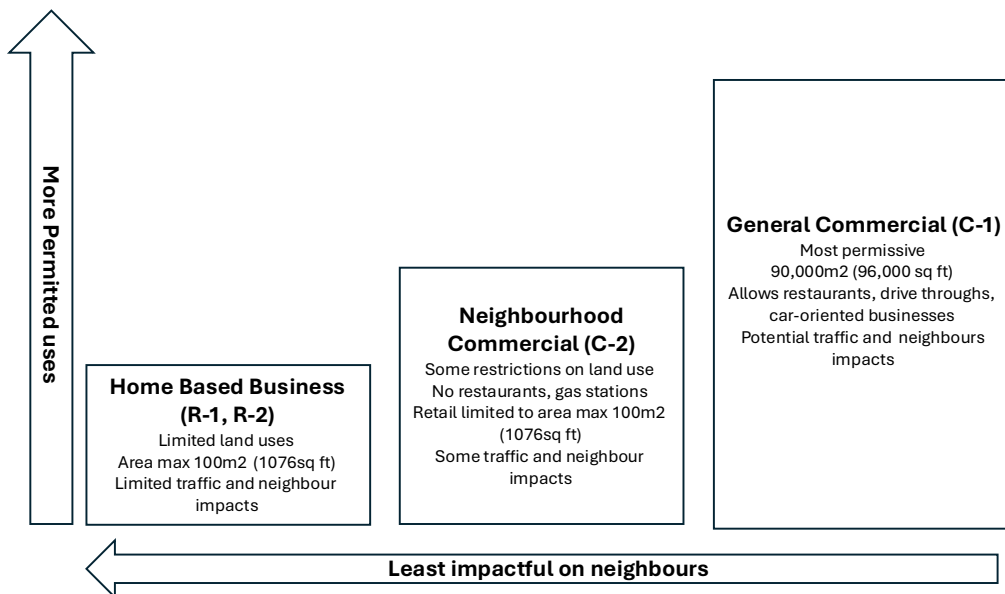 More Permitted uses
Home Based Business
(R-1, R-2)
Limited land uses
Area max 100m2 (1076sq ft)
Limited traffic and neighbour
impacts
Neighbourhood
Commercial (C-2)
Some restrictions on land use
No restaurants, gas stations
Retail limited to area max 100m2
(1076sq ft)
Some traffic and neighbour
impacts
General Commercial (C-1)
Most permissive
90,000m2 (96,000 sq ft)
Allows restaurants, drive throughs,
car-oriented businesses
Potential traffic and neighbours
impacts
Least impactful on neighbours